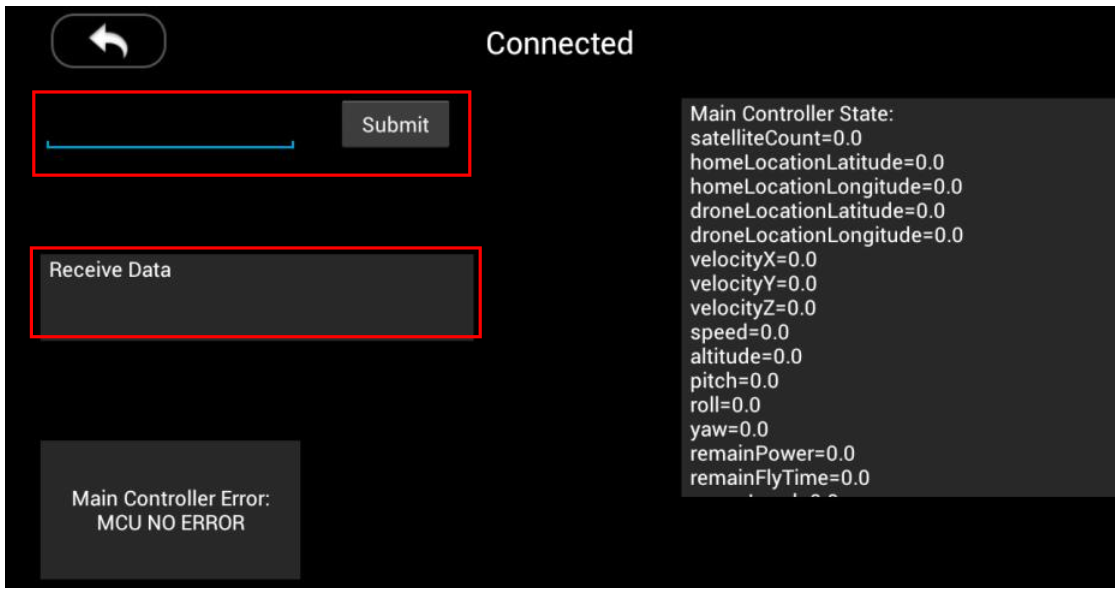 Connected
Submit
Receive Data
Main Controller Error:
MCU NO ERROR
Main Controller State:
satelliteCount=0.0
homeLocationLatitude=0.0
homeLocationLongitude=0.0
droneLocationLatitude=0.0
droneLocationLongitude=0.0
velocityX=0.0
velocityY=0.0
velocityZ=0.0
speed=0.0
altitude=0.0
pitch=0.0
roll=0.0
yaw=0.0
remainPower=0.0
remainFlyTime=0.0